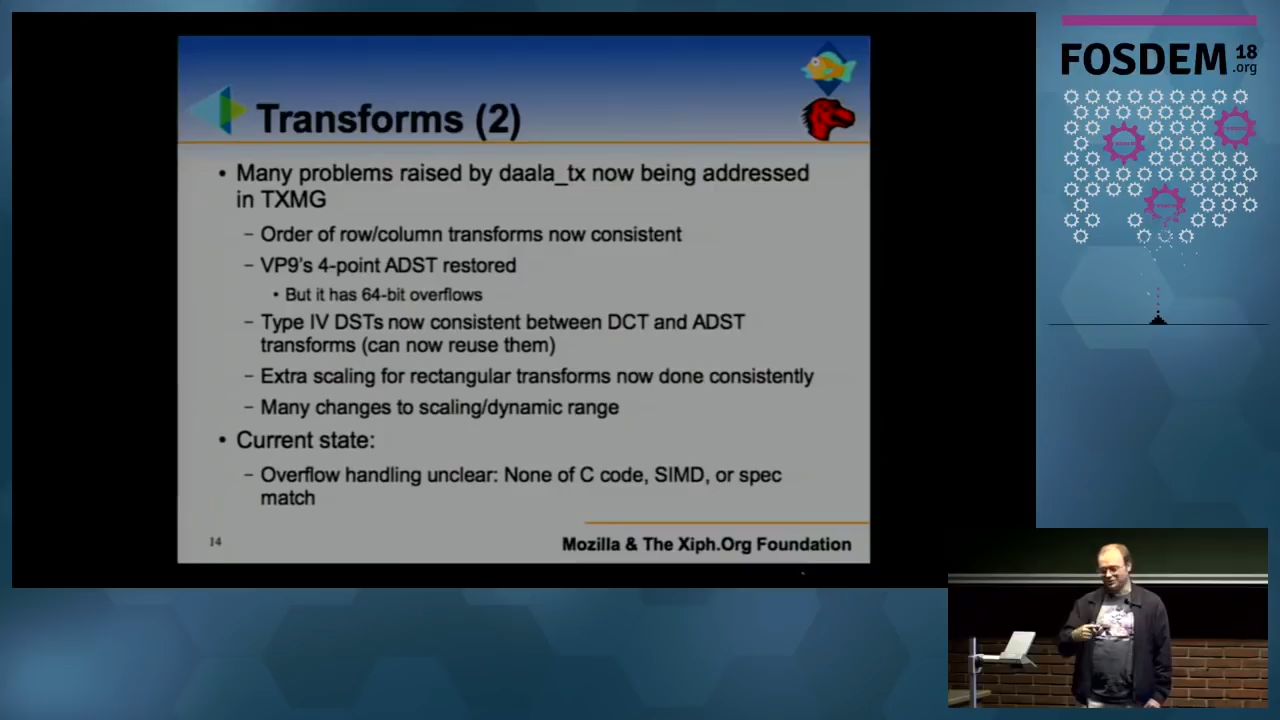 Transforms (2)
• Many problems raised by daala_tx now being addressed
in TXMG
– Order of row/column transforms now consistent
– VP9's 4-point ADST restored
• But it has 64-bit overflows
– Type IV DSTs now consistent between DCT and ADST
transforms (can now reuse them)
– Extra scaling for rectangular transforms now done consistently
– Many changes to scaling/dynamic range
• Current state:
– Overflow handling unclear: None of C code, SIMD, or spec
match
14
Mozilla & The Xiph.Org Foundation
FOSDEM 18
.org